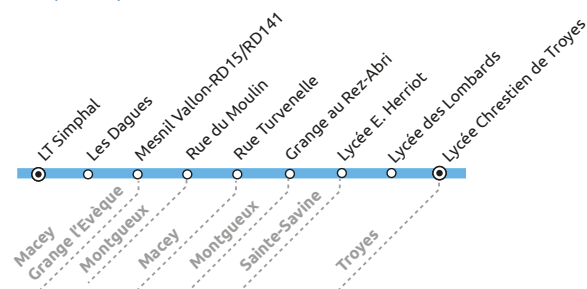 LT Simphal
Les Dagues
Mesnil Vallon-RD15/RD141
Rue du Moulin
Rue Turvenelle
Grange au Rez-Abri
Lycée E. Herriot
Lycée des Lombards
Lycée Chrestien de Troyes
Macey
Grange l'Evèque
Montgueux
Macey
Montgueux
Sainte-Savine
Troyes